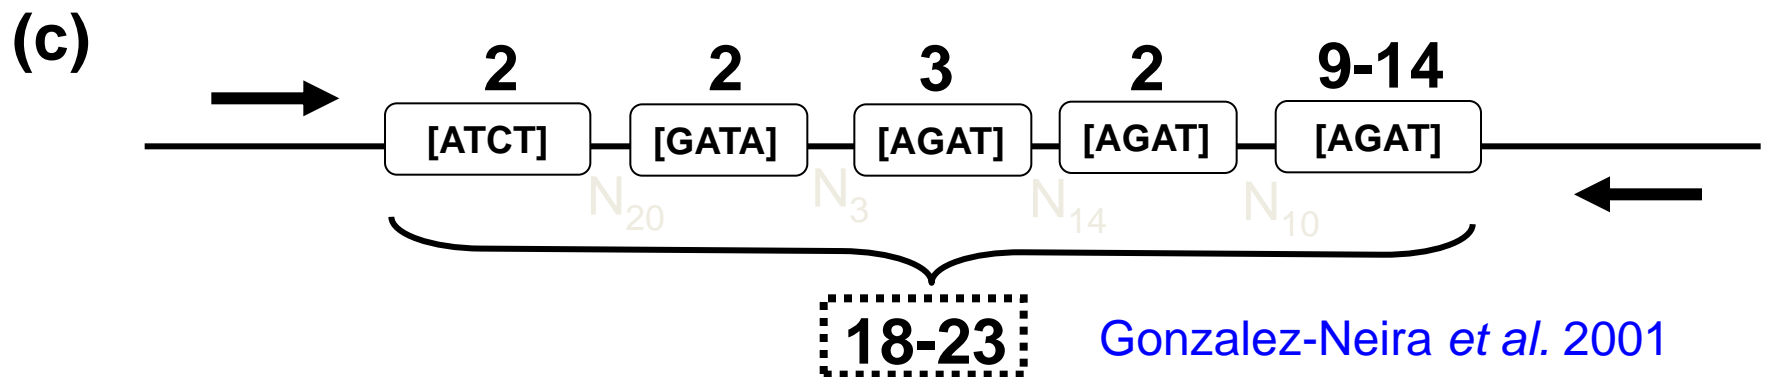 (c)
2 2 3 2 9-14
[ATCT] [GATA] [AGAT] [AGAT] [AGAT]
N20 N3 N14 N10
18-23
Gonzalez-Neira et al. 2001